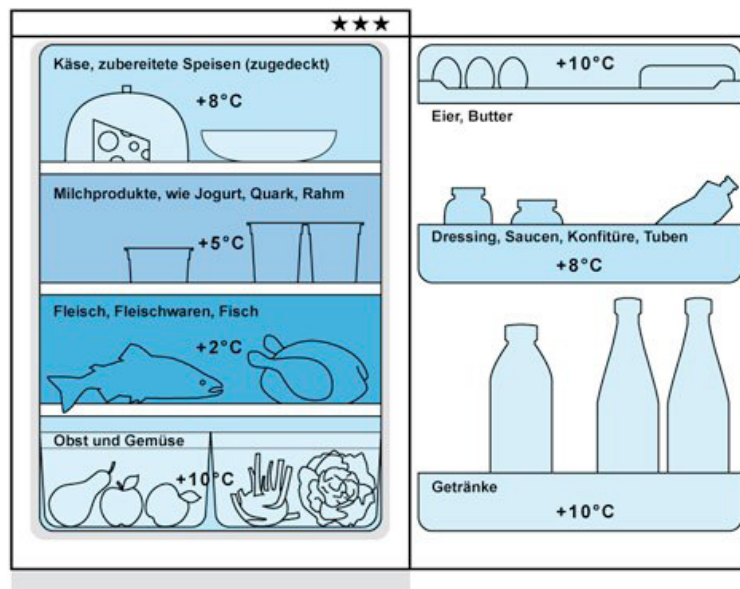 ★★★
Käse, zubereitete Speisen (zugedeckt)
+8°C
Milchprodukte, wie Jogurt, Quark, Rahm
+5°C
Fleisch, Fleischwaren, Fisch
+2°C
Obst und Gemüse
+10°C
+10°C
Eier, Butter
Dressing, Saucen, Konfitüre, Tuben
+8°C
Getränke
+10°C